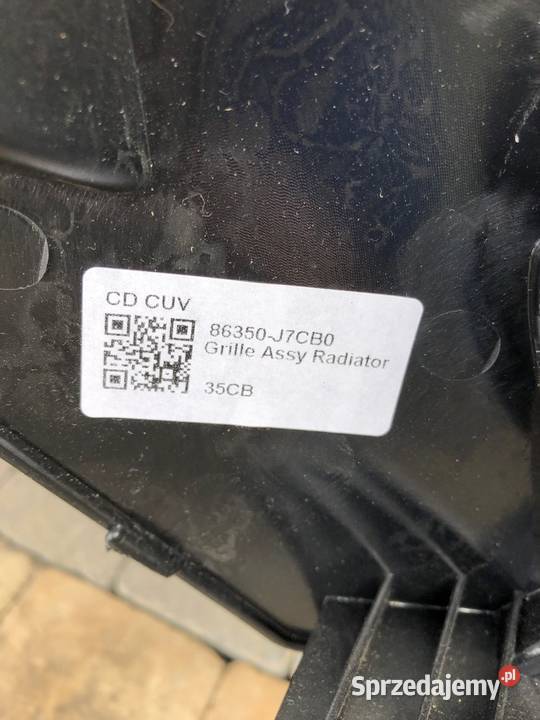 CD CUV
86350-J7CB0
Grille Assy Radiator
35CB
Sprzedajemy.pl